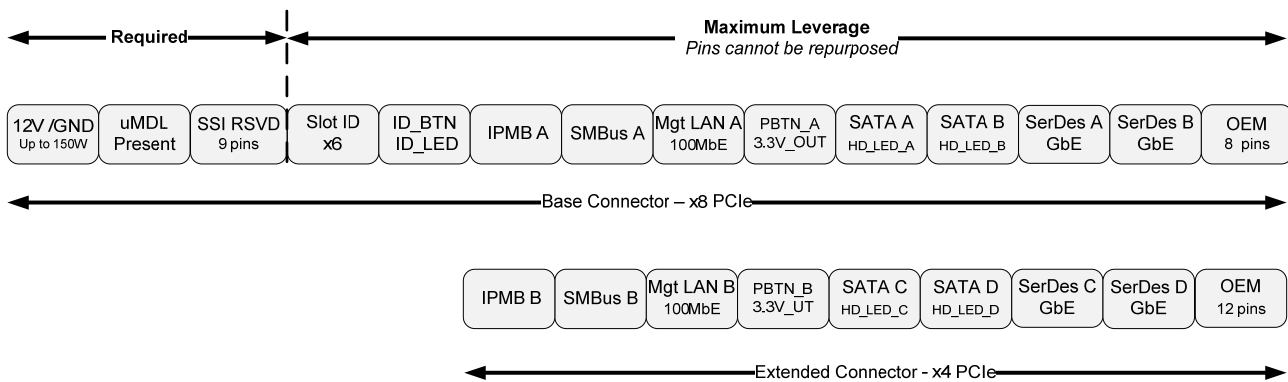 Required
Maximum Leverage
Pins cannot be repurposed
12V /GND
Up to 150W
uMDL
Present
SSI RSVD
9 pins
Slot ID
x6
ID_BTN
ID_LED
IPMB A
SMBus A
Mgt LAN A
100MbE
PBTN_A
3.3V_OUT
SATA A
HD_LED_A
SATA B
HD_LED_B
SerDes A
GbE
SerDes B
GbE
OEM
8 pins
Base Connector – x8 PCIe
IPMB B
SMBus B
Mgt LAN B
100MbE
PBTN_B
3.3V_UT
SATA C
HD_LED_C
SATA D
HD_LED_D
SerDes C
GbE
SerDes D
GbE
OEM
12 pins
Extended Connector - x4 PCIe